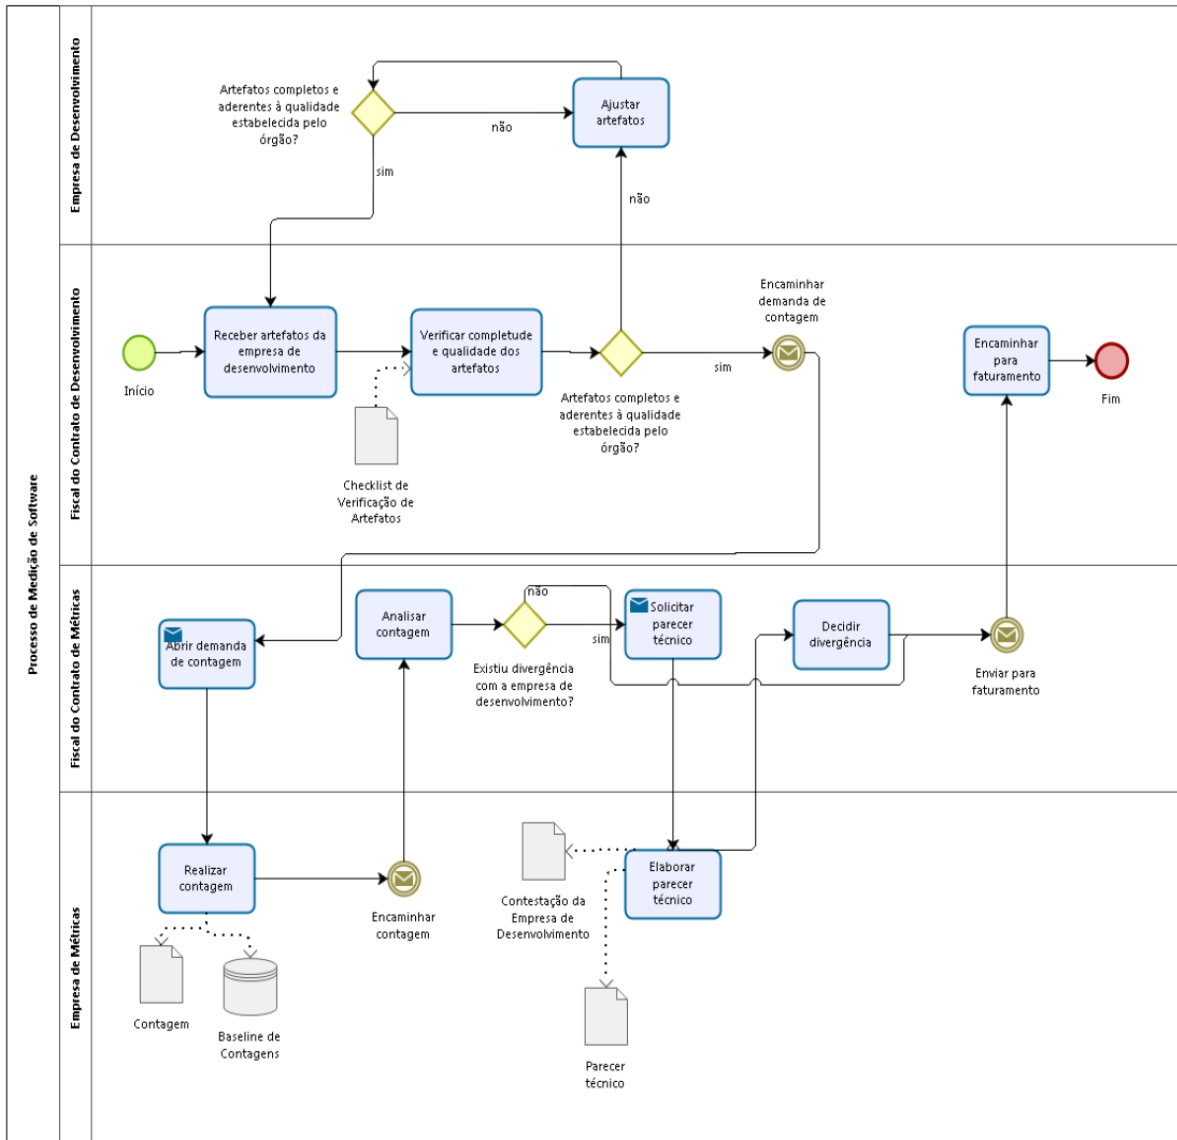 Processo de Medição de Software
Empresa de Desenvolvimento
Artefatos completos e
aderentes à qualidade
estabelecida pelo
órgão?
não
sim
Ajustar
artefatos
não
Fiscal do Contrato de Desenvolvimento
Início
Receber artefatos da
empresa de
desenvolvimento
Verificar completude
e qualidade dos
artefatos
Checklist de
Verificação de
Artefatos
Artefatos completos e
aderentes à qualidade
estabelecida pelo
órgão?
sim
Encaminhar
demanda de
contagem
Encaminhar
para
faturamento
Fim
Fiscal do Contrato de Métricas
Abrir demanda
de contagem
Analisar
contagem
não
sim
Existiu divergência
com a empresa de
desenvolvimento?
Solicitar
parecer
técnico
Decidir
divergência
Enviar para
faturamento
Empresa de Métricas
Realizar
contagem
Contagem
Baseline de
Contagens
Encaminhar
contagem
Contestação da
Empresa de
Desenvolvimento
Elaborar
parecer
técnico
Parecer
técnico